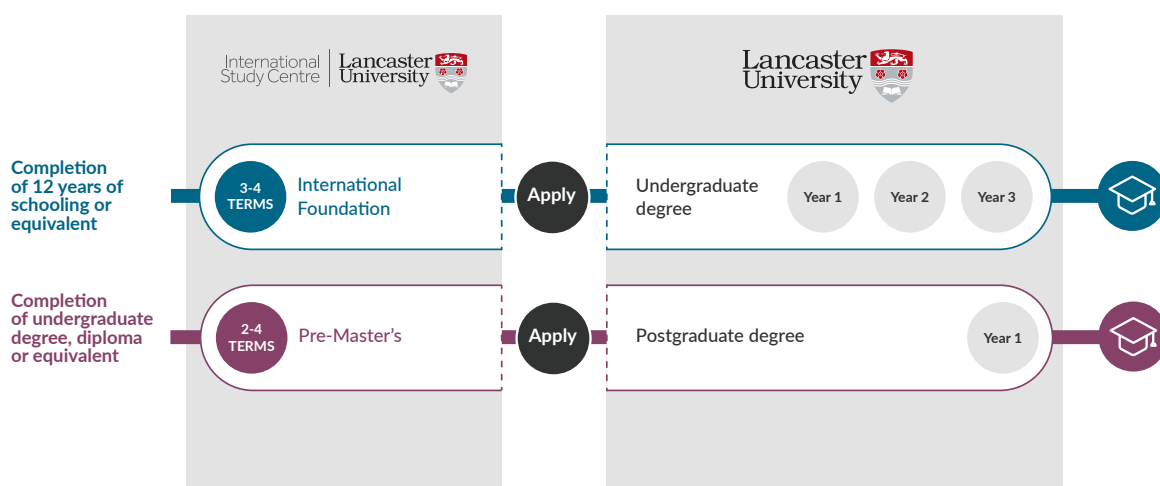 International
Study Centre
Lancaster
University
Lancaster
University
Completion
of 12 years of
schooling or
equivalent
3-4
TERMS
International
Foundation
Apply
Undergraduate
degree
Year 1
Year 2
Year 3
Completion
of undergraduate
degree, diploma
or equivalent
2-4
TERMS
Pre-Master's
Apply
Postgraduate degree
Year 1